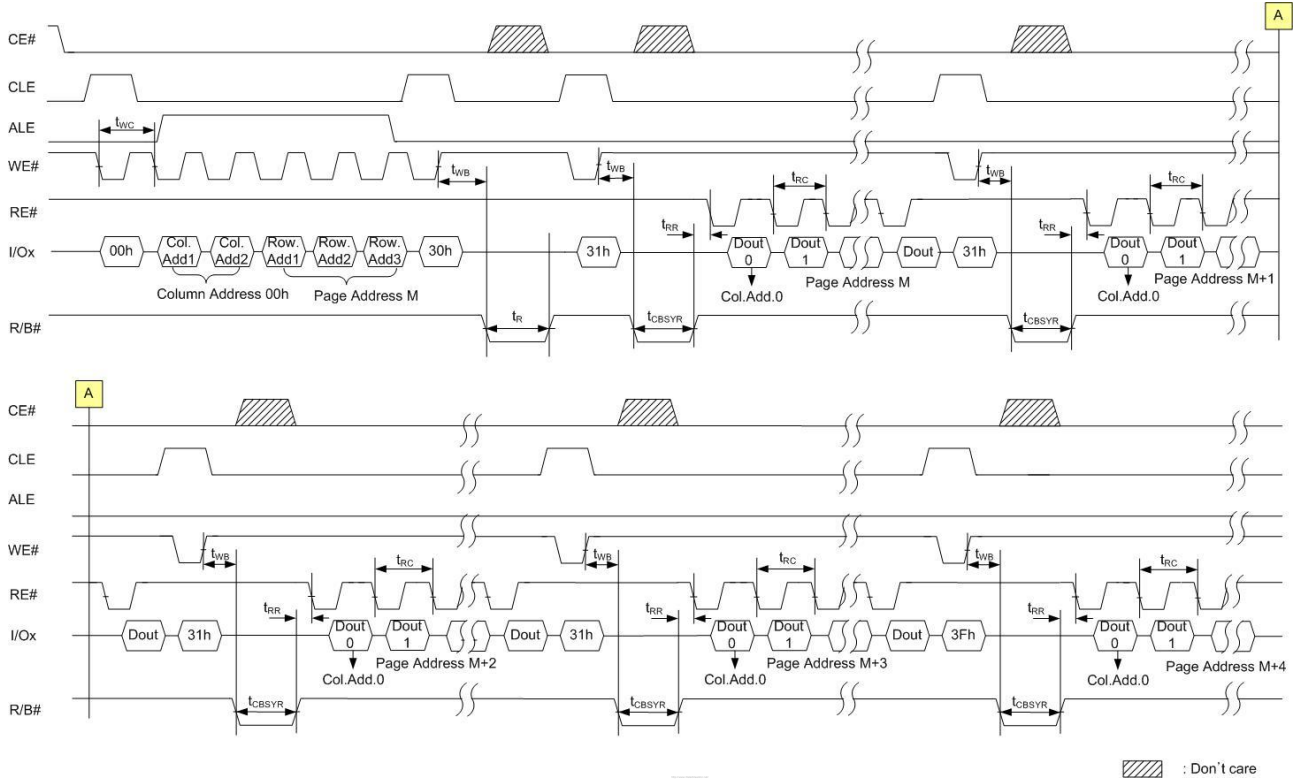 A
CE#
CLE
ALE
tWC
WE#
tWB
tWB
tWB
tRC
tRC
RE#
tRR
tRR
I/Ox
00h
Col. Add1
Col. Add2
Row. Add1
Row. Add2
Row. Add3
30h
31h
Dout 0
Dout 1
Dout
31h
Dout 0
Dout 1
Column Address 00h
Page Address M
Col.Add.0
Page Address M
Col.Add.0
Page Address M+1
R/B#
tR
tCBSYR
tCBSYR
A
CE#
CLE
ALE
WE#
tWB
tWB
tWB
tRC
tRC
tRC
RE#
tRR
tRR
tRR
I/Ox
Dout
31h
Dout 0
Dout 1
Dout
31h
Dout 0
Dout 1
Dout
3Fh
Dout 0
Dout 1
Col.Add.0
Page Address M+2
Col.Add.0
Page Address M+3
Col.Add.0
Page Address M+4
R/B#
tCBSYR
tCBSYR
tCBSYR
: Don't care